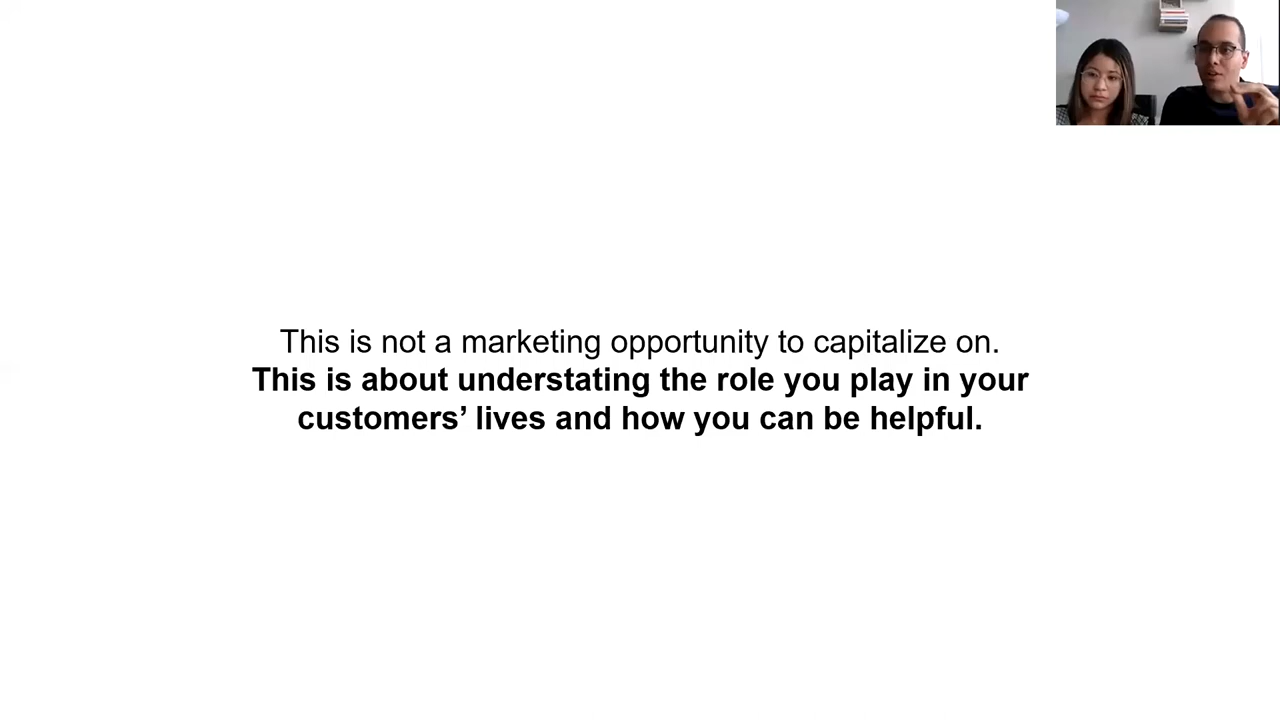 This is not a marketing opportunity to capitalize on.
This is about understating the role you play in your
customers’ lives and how you can be helpful.